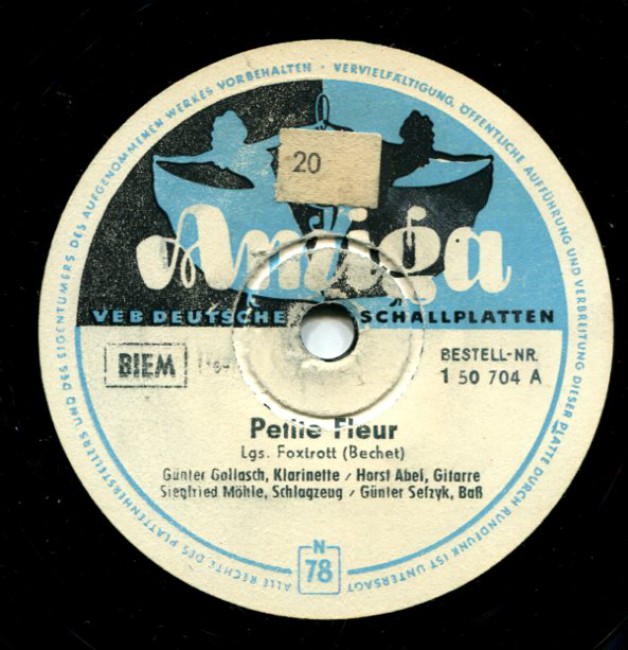 ALLE RECHTE DES PLATTENHERSTELLERS UND DES EIGENTUMERS DES AUFGENOMMENEN WERKES VORBEHALTEN · VERVIELFÄLTIGUNG, ÖFFENTLICHE AUFFÜHRUNG UND VERBREITUNG DIESER PLATTE DURCH RUNDFUNK IST UNTERSAGT
20
Amiga
VEB DEUTSCHE SCHALLPLATTEN
BIEM
BESTELL-NR.
1 50 704 A
Petite Fleur
Lgs. Foxtrott (Bechet)
Günter Gollasch, Klarinette / Horst Abel, Gitarre
Siegfried Möhle, Schlagzeug / Günter Sefzyk, Baß
N
78